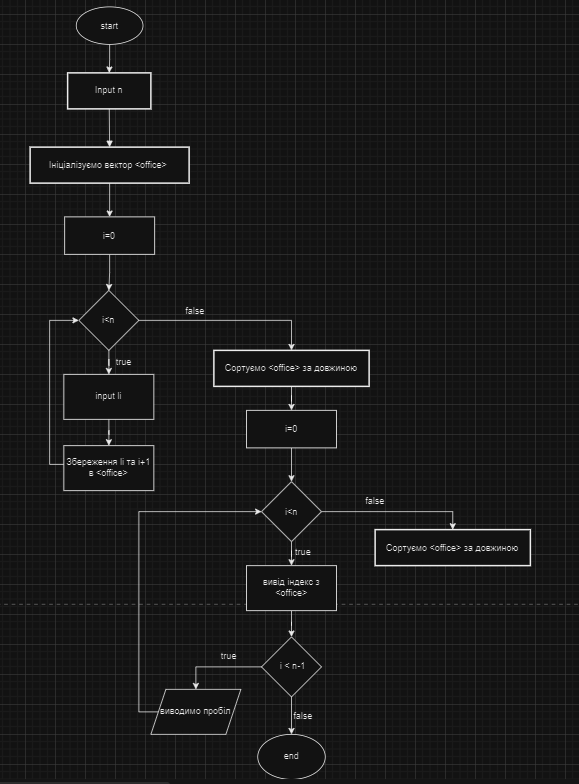 start
Input n
Ініціалізуємо вектор <office>
i=0
i<n
false
true
input li
Збереження li та i+1
в <office>
Сортуємо <office> за довжиною
i=0
i<n
false
true
Сортуємо <office> за довжиною
вивід індекс з
<office>
i < n-1
true
виводимо пробіл
false
end